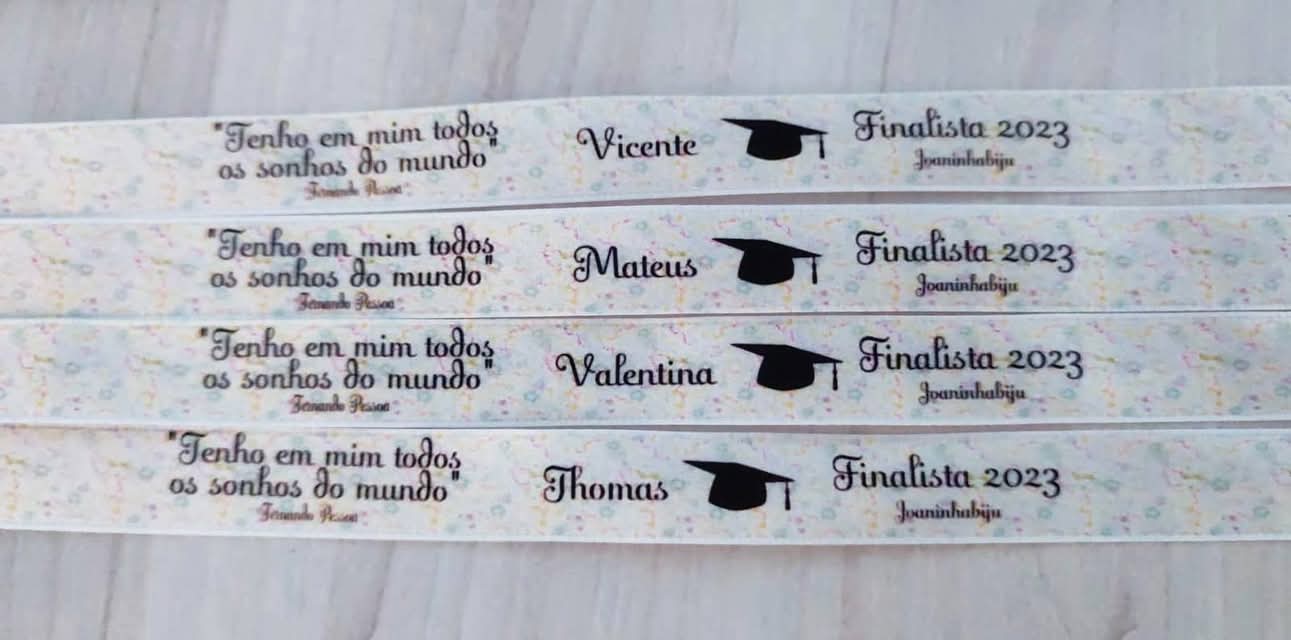 "Tenho em mim todos
os sonhos do mundo"
Fernando Pessoa
Vicente
Finalista 2023
Joaninhabiju
"Tenho em mim todos
os sonhos do mundo"
Fernando Pessoa
Mateus
Finalista 2023
Joaninhabiju
"Tenho em mim todos
os sonhos do mundo"
Fernando Pessoa
Valentina
Finalista 2023
Joaninhabiju
"Tenho em mim todos
os sonhos do mundo"
Fernando Pessoa
Thomas
Finalista 2023
Joaninhabiju